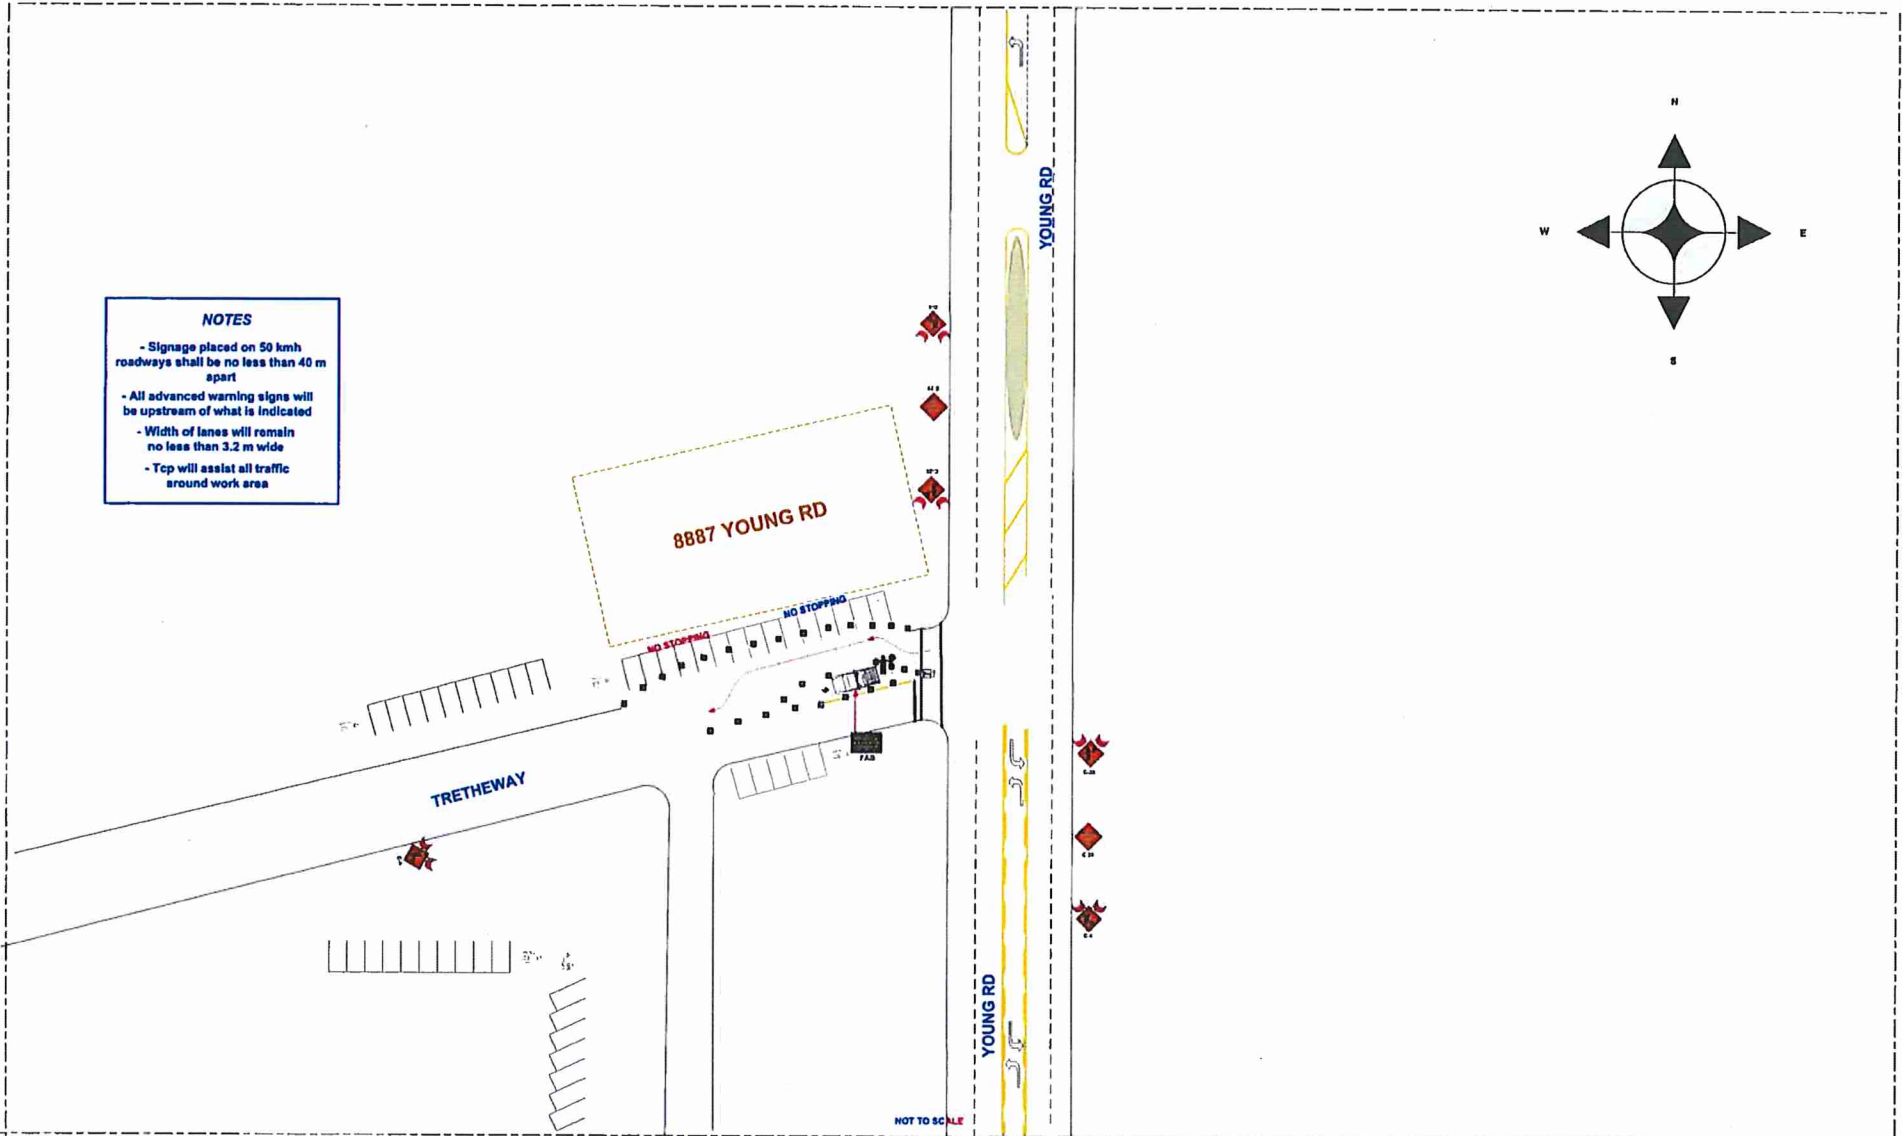 N
W
E
S
YOUNG RD
NOTES
- Signage placed on 50 kmh
roadways shall be no less than 40 m
apart
- All advanced warning signs will
be upstream of what is indicated
- Width of lanes will remain
no less than 3.2 m wide
- Tcp will assist all traffic
around work area
8887 YOUNG RD
NO STOPPING
NO STOPPING
FAB
TRETHEWAY
YOUNG RD
NOT TO SCALE